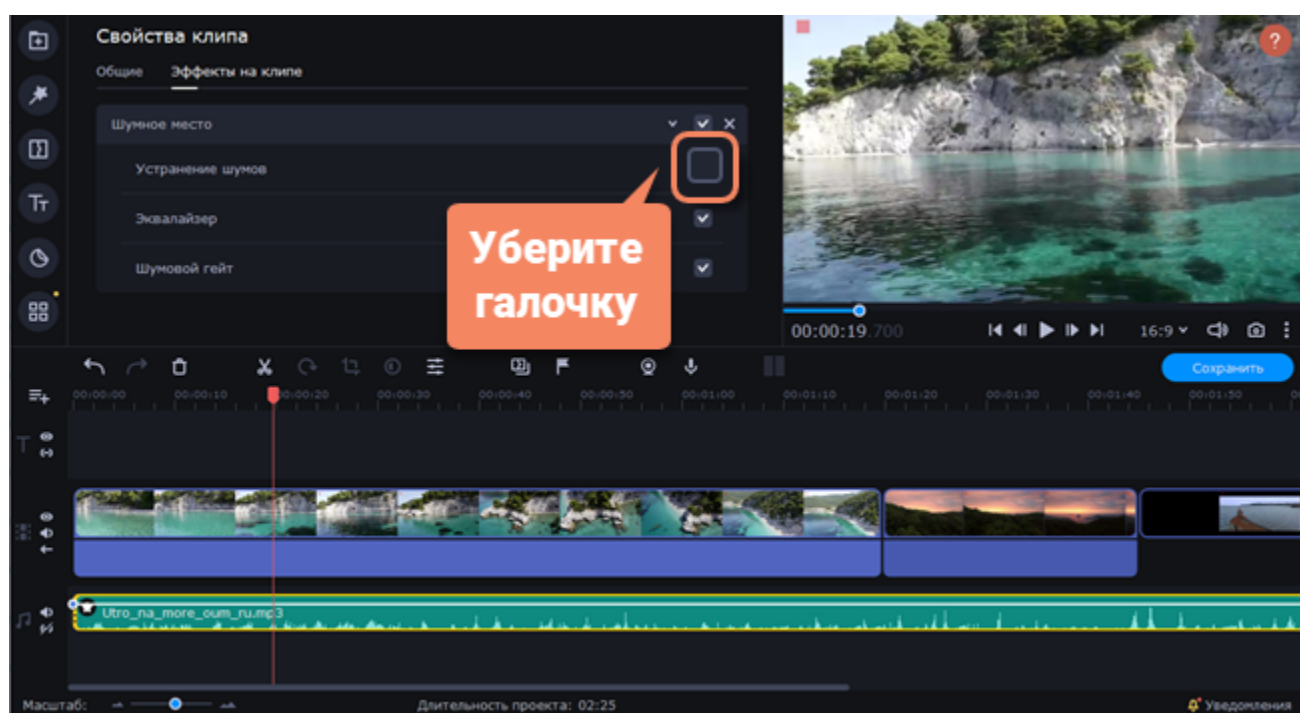 Свойства клипа
Общие Эффекты на клипе
Шумное место
Устранение шумов
Эквалайзер
Шумовой гейт
Уберите
галочку
?
00:00:19.700
16:9
Сохранить
00:00:00 00:00:10 00:00:20 00:00:30 00:00:40 00:00:50 00:01:00 00:01:10 00:01:20 00:01:30 00:01:40 00:01:50
Utro_na_more_oum_ru.mp3
Масштаб:
Длительность проекта: 02:25
Уведомления